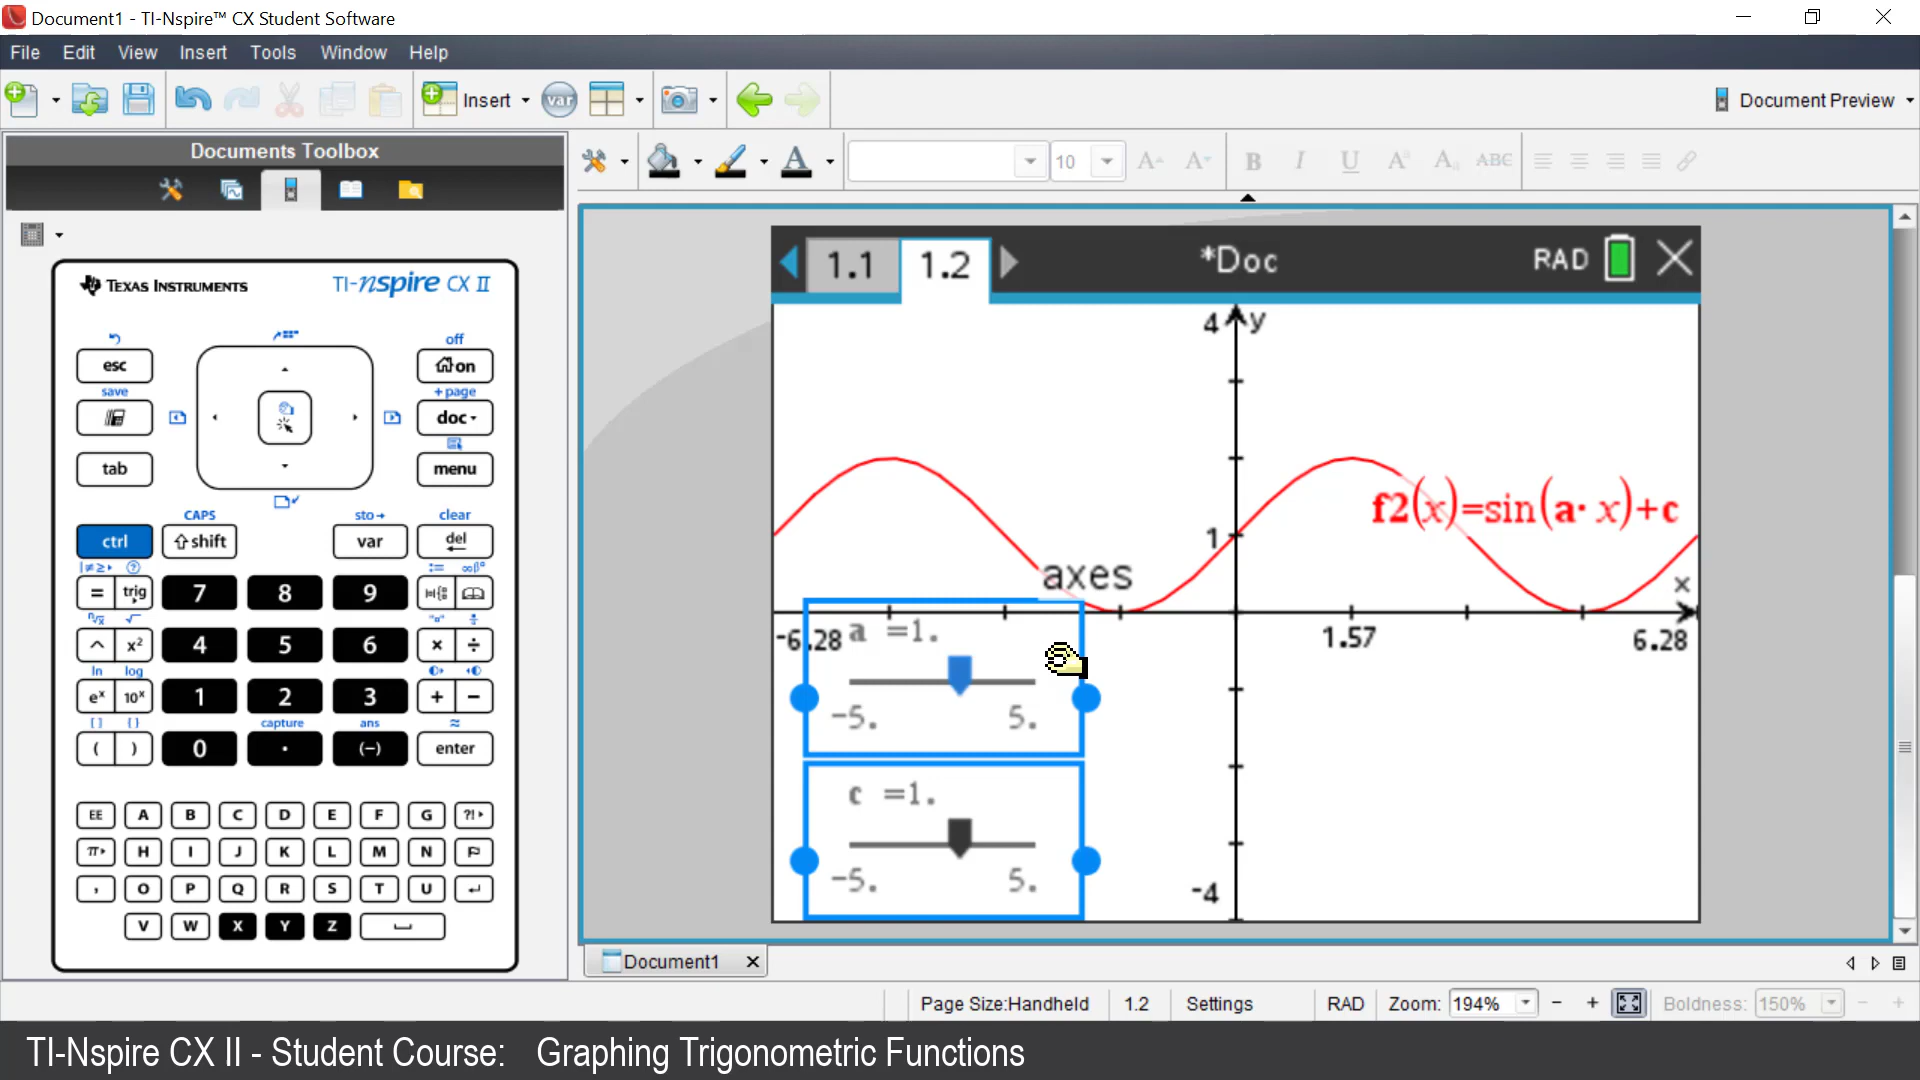 Document1 - TI-Nspire™ CX Student Software
File Edit View Insert Tools Window Help
Insert var Document Preview
Documents Toolbox
10 A A B I U A A ABC
TEXAS INSTRUMENTS TI-nspire CX II
off
esc on
save + page
doc
tab menu
CAPS sto→ clear
ctrl shift var del
|≠≥▸ ? := ∞β°
= trig 7 8 9
ⁿ√x √ "□"
^ x² 4 5 6 × ÷
ln log
eˣ 10ˣ 1 2 3 + −
[ ] { } capture ans ≈
( ) 0 . (−) enter
EE A B C D E F G ?!▸
π▸ H I J K L M N
, O P Q R S T U
V W X Y Z
1.1 1.2 *Doc RAD
4 y
f2(x)=sin(a· x)+c
1
axes
x
-6.28 1.57 6.28
a =1.
-5. 5.
c =1.
-5. 5.
-4
Document1
Page Size:Handheld 1.2 Settings RAD Zoom: 194% − + Boldness: 150% − +
TI-Nspire CX II - Student Course: Graphing Trigonometric Functions